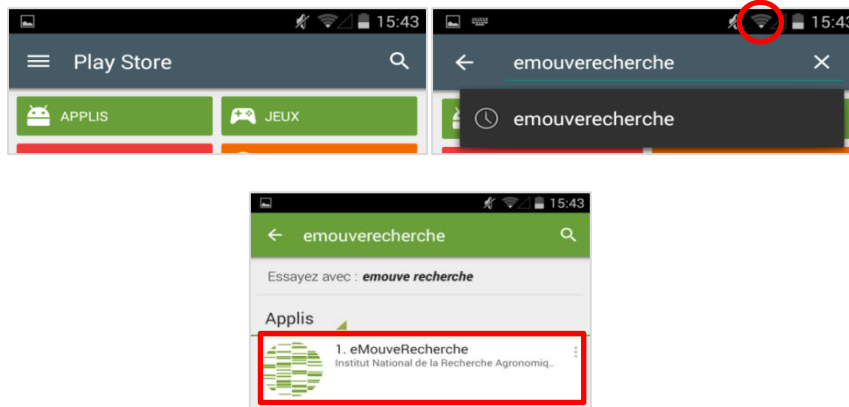 15:43
Play Store
APPLIS
JEUX
15:43
emouverecherche
emouverecherche
15:43
emouverecherche
Essayez avec : emouve recherche
Applis
1. eMouveRecherche
Institut National de la Recherche Agronomiq..